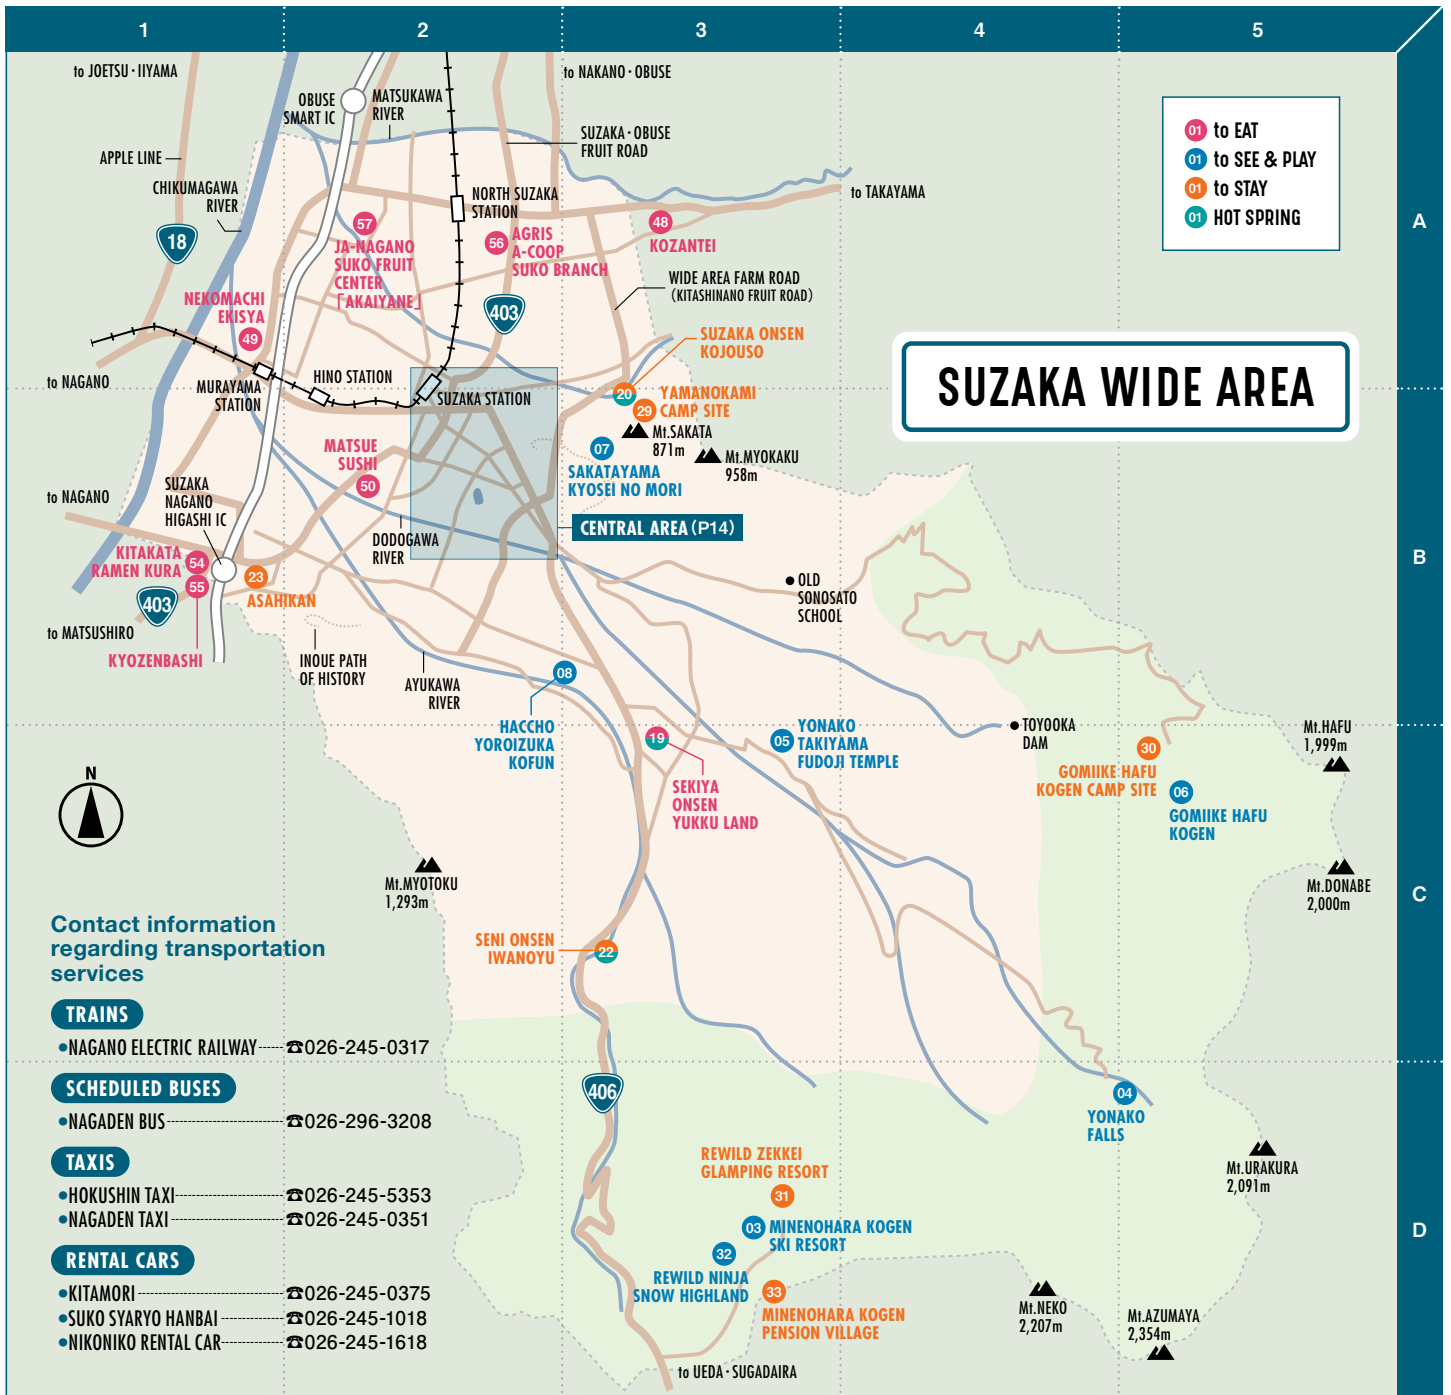 1
2
3
4
5
A
B
C
D
to JOETSU・IIYAMA
OBUSE
SMART IC
MATSUKAWA
RIVER
to NAKANO・OBUSE
SUZAKA・OBUSE
FRUIT ROAD
APPLE LINE
CHIKUMAGAWA
RIVER
to TAKAYAMA
01 to EAT
01 to SEE & PLAY
01 to STAY
01 HOT SPRING
18
NORTH SUZAKA
STATION
57
JA-NAGANO
SUKO FRUIT
CENTER
「AKAIYANE」
56
AGRIS
A-COOP
SUKO BRANCH
48
KOZANTEI
WIDE AREA FARM ROAD
(KITASHINANO FRUIT ROAD)
403
NEKOMACHI
EKISYA
49
SUZAKA ONSEN
KOJOUSO
SUZAKA WIDE AREA
to NAGANO
MURAYAMA
STATION
HINO STATION
SUZAKA STATION
20
29
YAMANOKAMI
CAMP SITE
Mt.SAKATA
871m
Mt.MYOKAKU
958m
07
SAKATAYAMA
KYOSEI NO MORI
MATSUE
SUSHI
50
SUZAKA
NAGANO
HIGASHI IC
to NAGANO
DODOGAWA
RIVER
CENTRAL AREA (P14)
KITAKATA
RAMEN KURA
54
55
23
ASAHIKAN
403
to MATSUSHIRO
KYOZENBASHI
INOUE PATH
OF HISTORY
AYUKAWA
RIVER
OLD
SONOSATO
SCHOOL
08
HACCHO
YOROIZUKA
KOFUN
19
SEKIYA
ONSEN
YUKKU LAND
05
YONAKO
TAKIYAMA
FUDOJI TEMPLE
TOYOOKA
DAM
30
GOMIIKE HAFU
KOGEN CAMP SITE
06
GOMIIKE HAFU
KOGEN
Mt.HAFU
1,999m
Mt.DONABE
2,000m
N
Mt.MYOTOKU
1,293m
SENI ONSEN
IWANOYU
22
406
04
YONAKO
FALLS
Mt.URAKURA
2,091m
REWILD ZEKKEI
GLAMPING RESORT
31
03
MINENOHARA KOGEN
SKI RESORT
32
REWILD NINJA
SNOW HIGHLAND
33
MINENOHARA KOGEN
PENSION VILLAGE
Mt.NEKO
2,207m
Mt.AZUMAYA
2,354m
to UEDA・SUGADAIRA
Contact information
regarding transportation
services
TRAINS
●NAGANO ELECTRIC RAILWAY------☎026-245-0317
SCHEDULED BUSES
●NAGADEN BUS------☎026-296-3208
TAXIS
●HOKUSHIN TAXI------☎026-245-5353
●NAGADEN TAXI------☎026-245-0351
RENTAL CARS
●KITAMORI------☎026-245-0375
●SUKO SYARYO HANBAI------☎026-245-1018
●NIKONIKO RENTAL CAR------☎026-245-1618